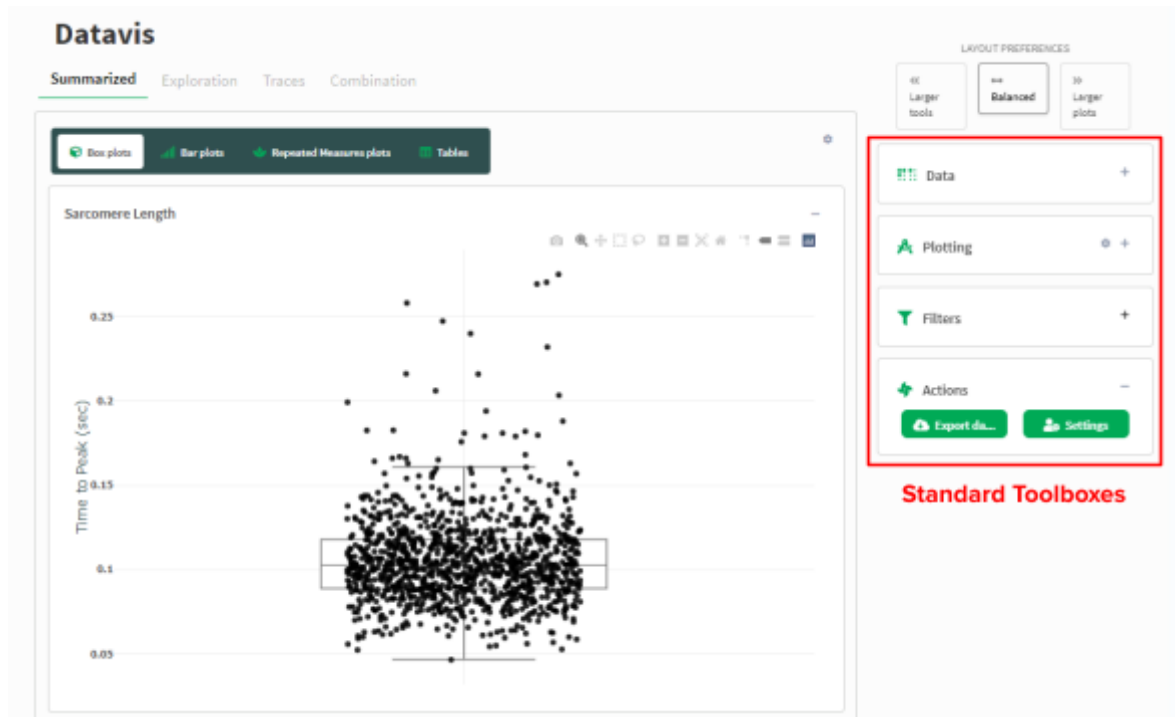 Datavis
Summarized Exploration Traces Combination
LAYOUT PREFERENCES
Larger tools
Balanced
Larger plots
Box plots Bar plots Repeated Measures plots Tables
Sarcomere Length
Time to Peak (sec)
0.25
0.2
0.15
0.1
0.05
Data
Plotting
Filters
Actions
Export da... Settings
Standard Toolboxes